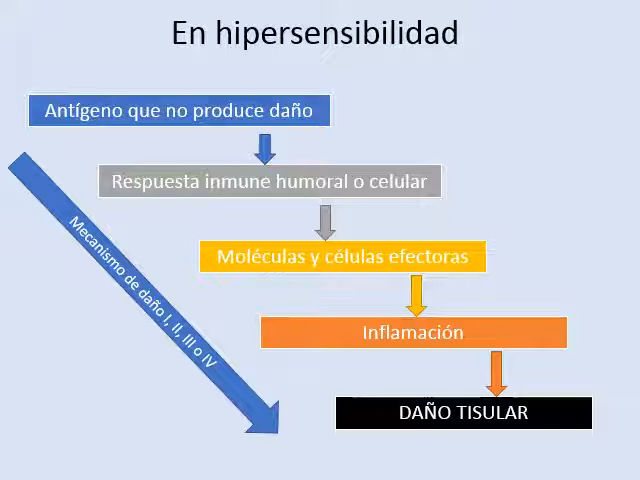 En hipersensibilidad
Antígeno que no produce daño
Respuesta inmune humoral o celular
Moléculas y células efectoras
Mecanismo de daño I, II, III o IV
Inflamación
DAÑO TISULAR